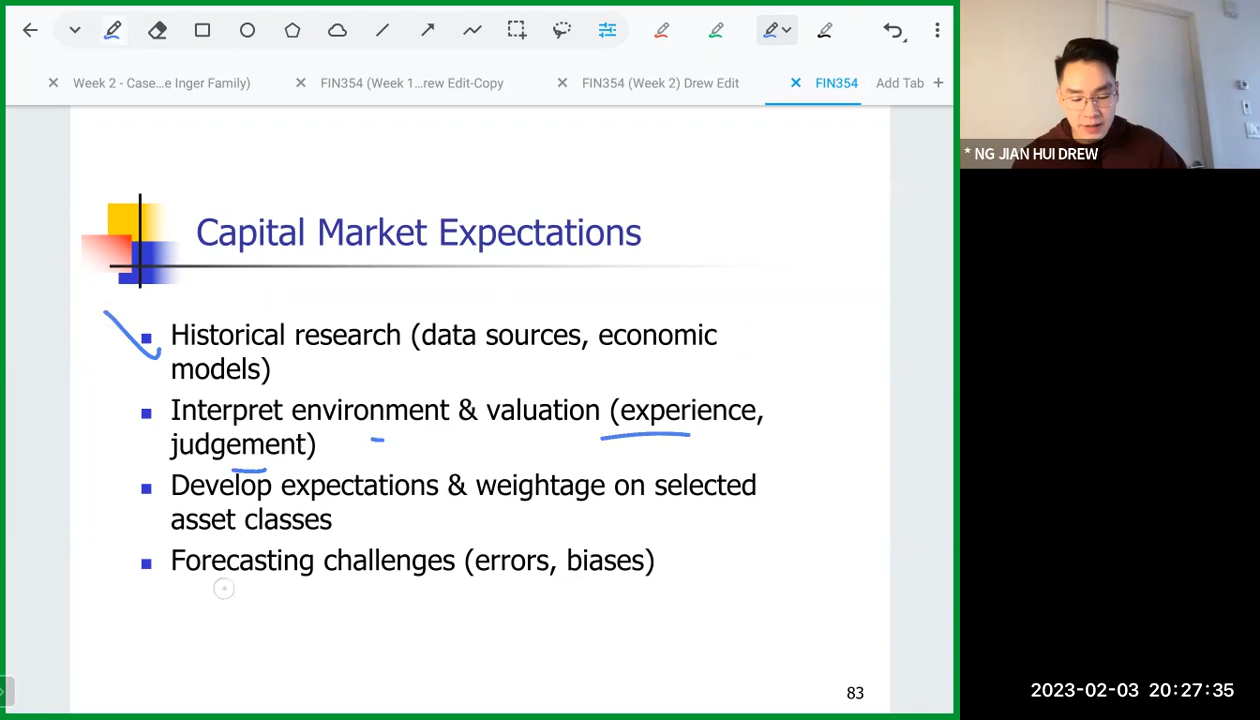 Week 2 - Case...e Inger Family)
FIN354 (Week 1...rew Edit-Copy
FIN354 (Week 2) Drew Edit
FIN354
Add Tab
* NG JIAN HUI DREW
Capital Market Expectations
Historical research (data sources, economic
models)
Interpret environment & valuation (experience,
judgement)
Develop expectations & weightage on selected
asset classes
Forecasting challenges (errors, biases)
83
2023-02-03 20:27:35